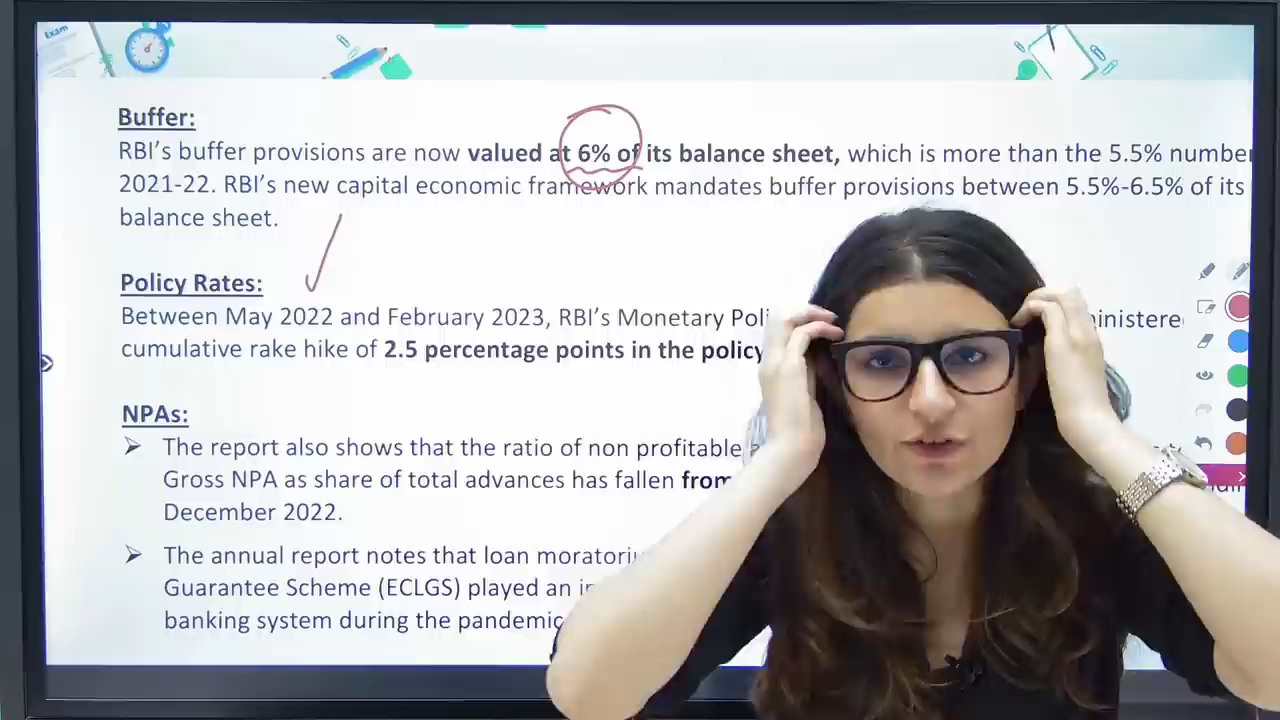 Exam
Buffer:
RBI's buffer provisions are now valued at 6% of its balance sheet, which is more than the 5.5% number
2021-22. RBI's new capital economic framework mandates buffer provisions between 5.5%-6.5% of its
balance sheet.
Policy Rates:
Between May 2022 and February 2023, RBI's Monetary
cumulative rake hike of 2.5 percentage points in the policy
NPAs:
The report also shows that the ratio of non profitable
Gross NPA as share of total advances has fallen from
December 2022.
The annual report notes that loan
Guarantee Scheme (ECLGS) played an
banking system during the pandemic